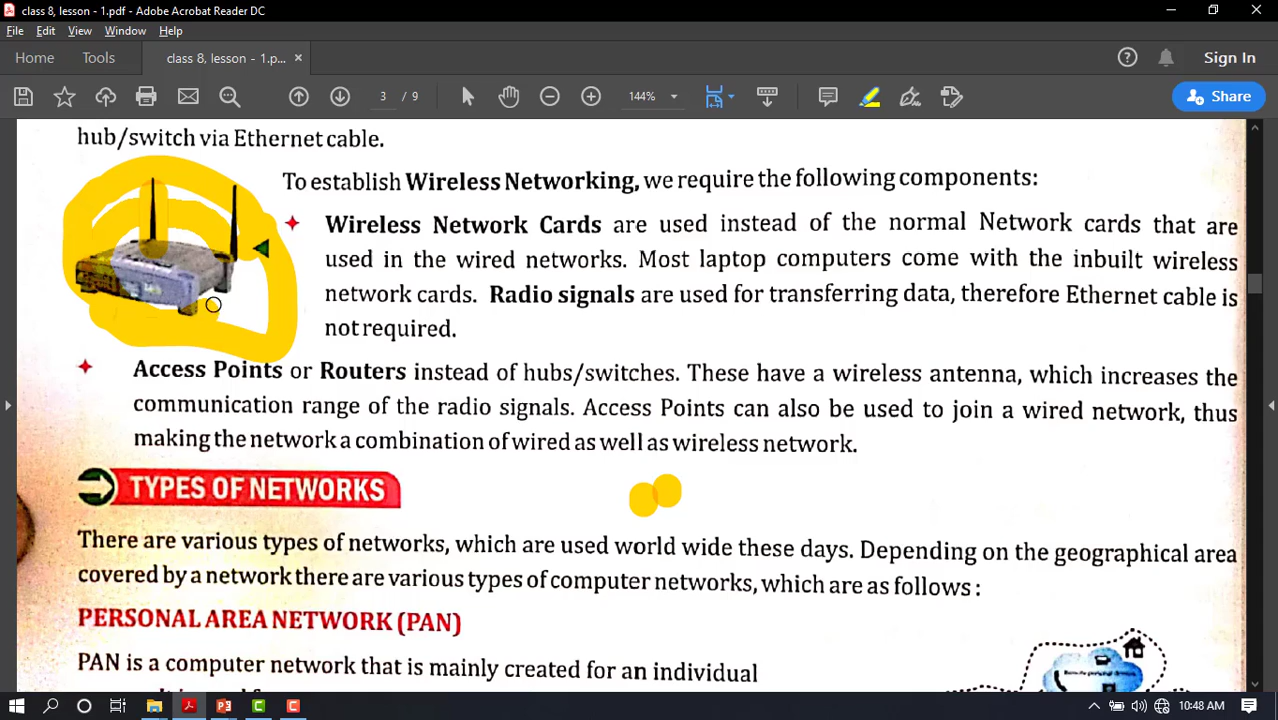 class 8, lesson - 1.pdf - Adobe Acrobat Reader DC
File Edit View Window Help
Home Tools class 8, lesson - 1.p... × Sign In
3 / 9 144% Share
hub/switch via Ethernet cable.
To establish Wireless Networking, we require the following components:
Wireless Network Cards are used instead of the normal Network cards that are
used in the wired networks. Most laptop computers come with the inbuilt wireless
network cards. Radio signals are used for transferring data, therefore Ethernet cable is
not required.
Access Points or Routers instead of hubs/switches. These have a wireless antenna, which increases the
communication range of the radio signals. Access Points can also be used to join a wired network, thus
making the network a combination of wired as well as wireless network.
TYPES OF NETWORKS
There are various types of networks, which are used world wide these days. Depending on the geographical area
covered by a network there are various types of computer networks, which are as follows :
PERSONAL AREA NETWORK (PAN)
PAN is a computer network that is mainly created for an individual
10:48 AM